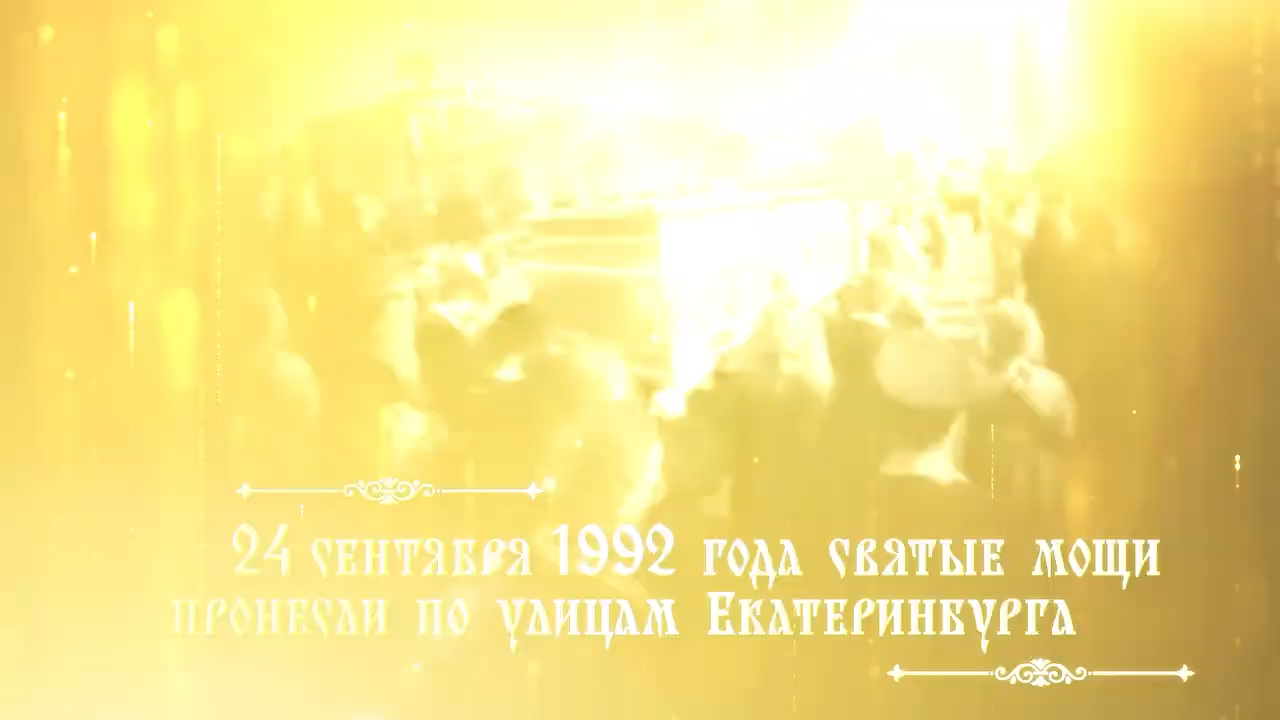 24 сентября 1992 года святые мощи
пронесли по улицам Екатеринбурга